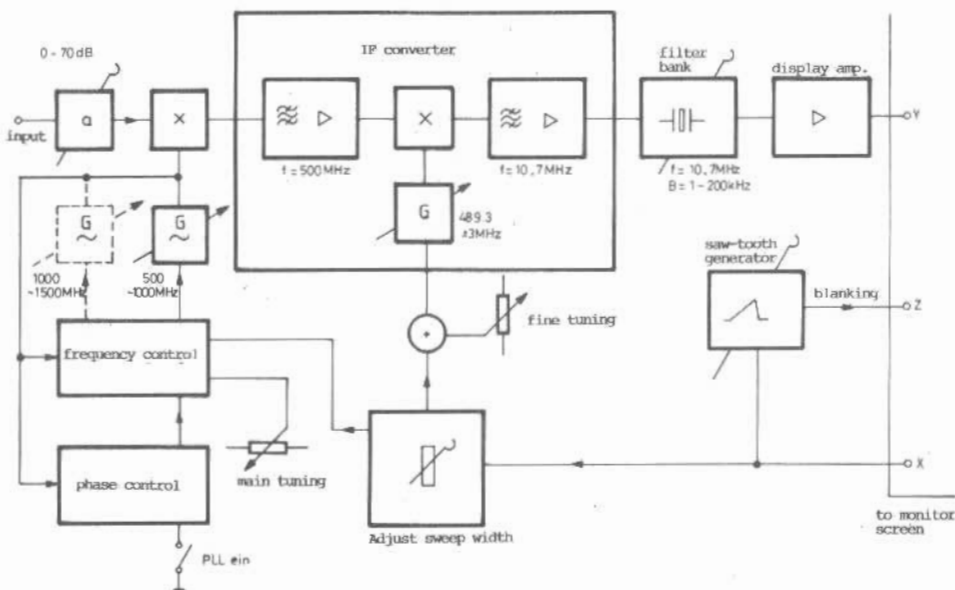 0-70dB
IF converter
filter
bank
display amp.
input
a
×
×
G
G
G
Y
f=500MHz
f=10,7MHz
f=10,7MHz
B=1-200kHz
489.3
±3MHz
1000
~1500MHz
500
~1000MHz
saw-tooth
generator
blanking
Z
fine tuning
+
frequency control
phase control
main tuning
Adjust sweep width
X
to monitor
screen
PLL ein